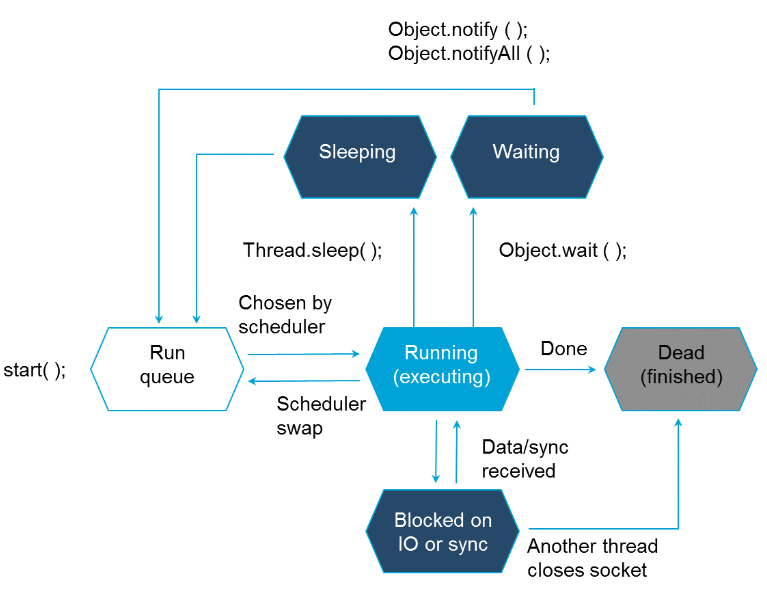 Object.notify ( );
Object.notifyAll ( );
Sleeping
Waiting
Thread.sleep( );
Object.wait ( );
Chosen by
scheduler
start( );
Run
queue
Running
(executing)
Done
Dead
(finished)
Scheduler
swap
Data/sync
received
Blocked on
IO or sync
Another thread
closes socket